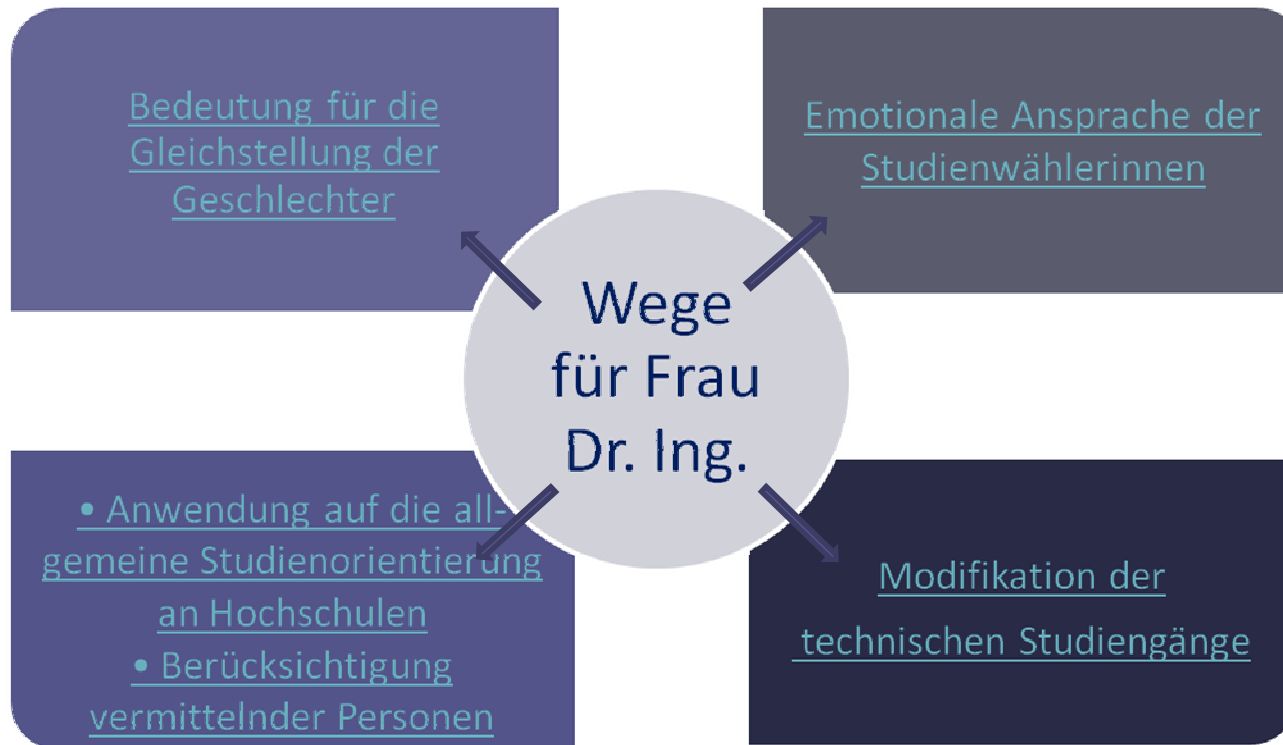 Bedeutung für die
Gleichstellung der
Geschlechter
Emotionale Ansprache der
Studienwählerinnen
Wege
für Frau
Dr. Ing.
• Anwendung auf die all-
gemeine Studienorientierung
an Hochschulen
• Berücksichtigung
vermittelnder Personen
Modifikation der
technischen Studiengänge